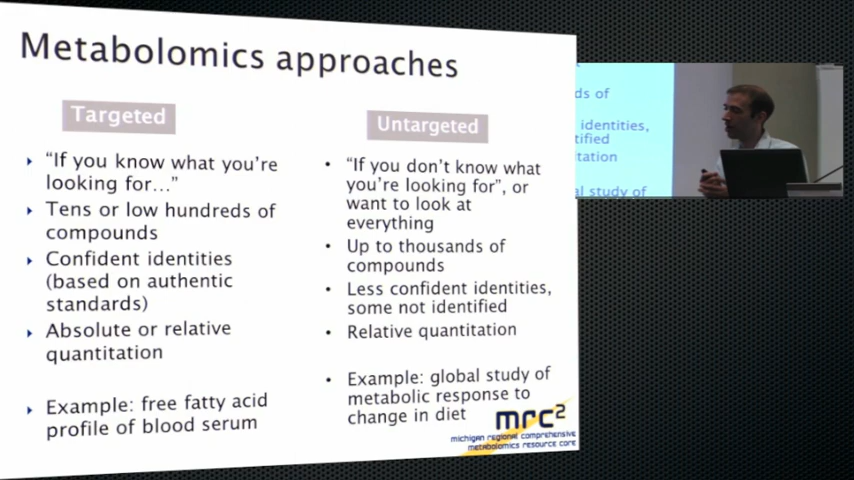 Metabolomics approaches
Targeted
"If you know what you're
looking for..."
Tens or low hundreds of
compounds
Confident identities
(based on authentic
standards)
Absolute or relative
quantitation
Example: free fatty acid
profile of blood serum
Untargeted
"If you don't know what
you're looking for", or
want to look at
everything
Up to thousands of
compounds
Less confident identities,
some not identified
Relative quantitation
Example: global study of
metabolic response to
change in diet
mrc²
michigan regional comprehensive
metabolomics resource core
ds of
identities,
tified
itation
al study of